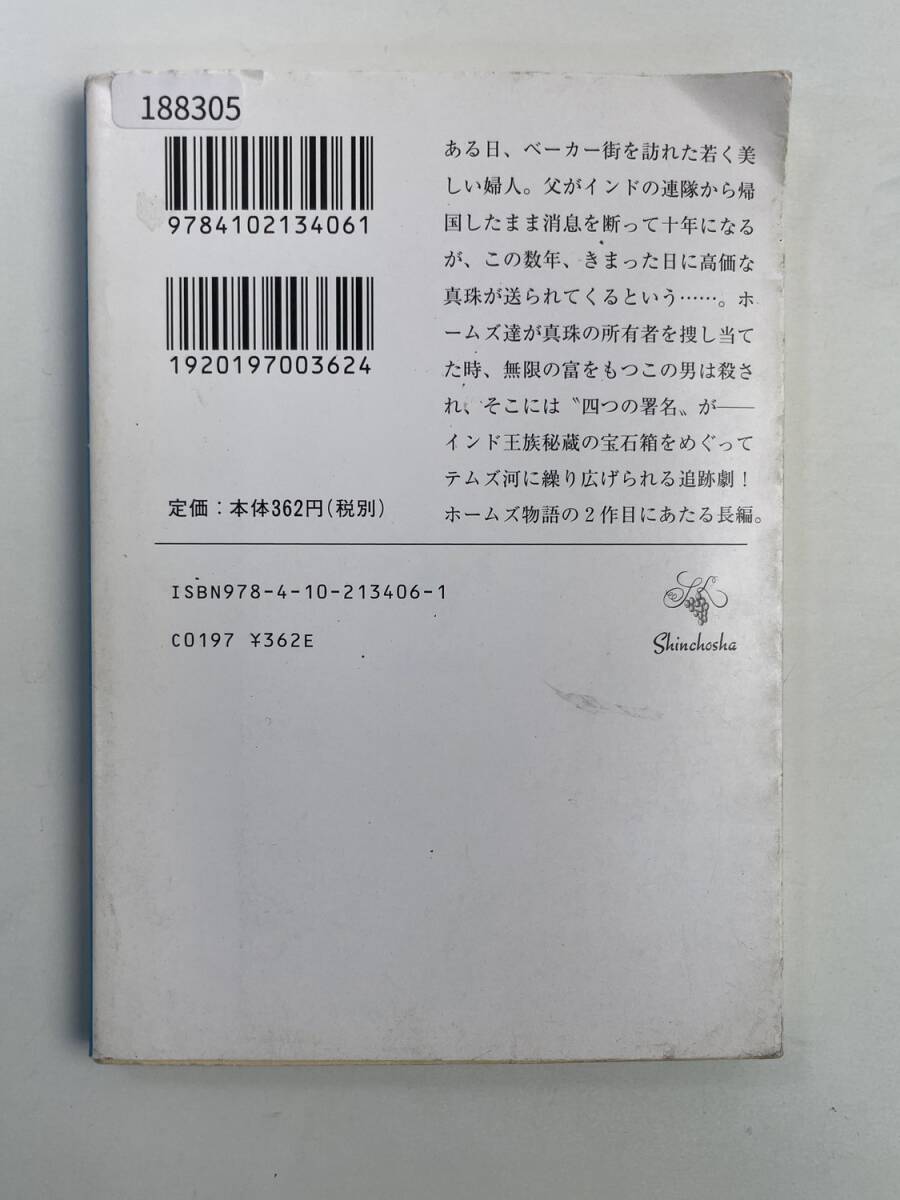 188305
9784102134061
1920197003624
定価：本体362円(税別)
ある日、ベーカー街を訪れた若く美
しい婦人。父がインドの連隊から帰
国したまま消息を断って十年になる
が、この数年、きまった日に高価な
真珠が送られてくるという……。ホ
ームズ達が真珠の所有者を捜し当て
た時、無限の富をもつこの男は殺さ
れ、そこには〝四つの署名〟が──
インド王族秘蔵の宝石箱をめぐって
テムズ河に繰り広げられる追跡劇！
ホームズ物語の２作目にあたる長編。
ISBN978-4-10-213406-1
C0197 ¥362E
Shinchosha